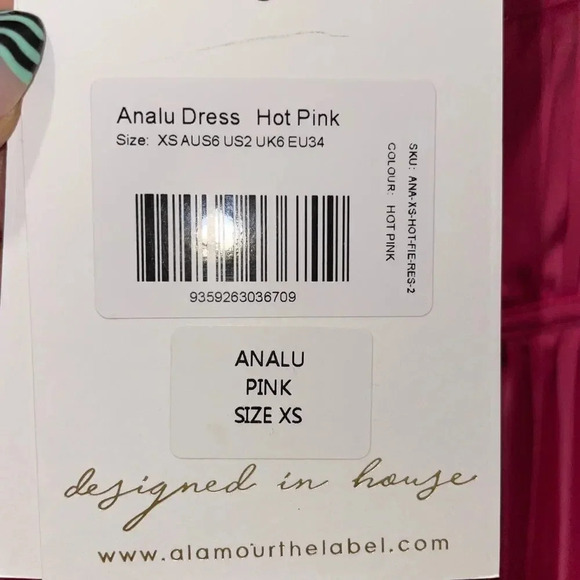 Analu Dress Hot Pink
Size: XS AUS6 US2 UK6 EU34
SKU: ANA-XS-HOT-FIE-RES-2
COLOUR: HOT PINK
9359263036709
ANALU
PINK
SIZE XS
designed in house
www.alamourthelabel.com